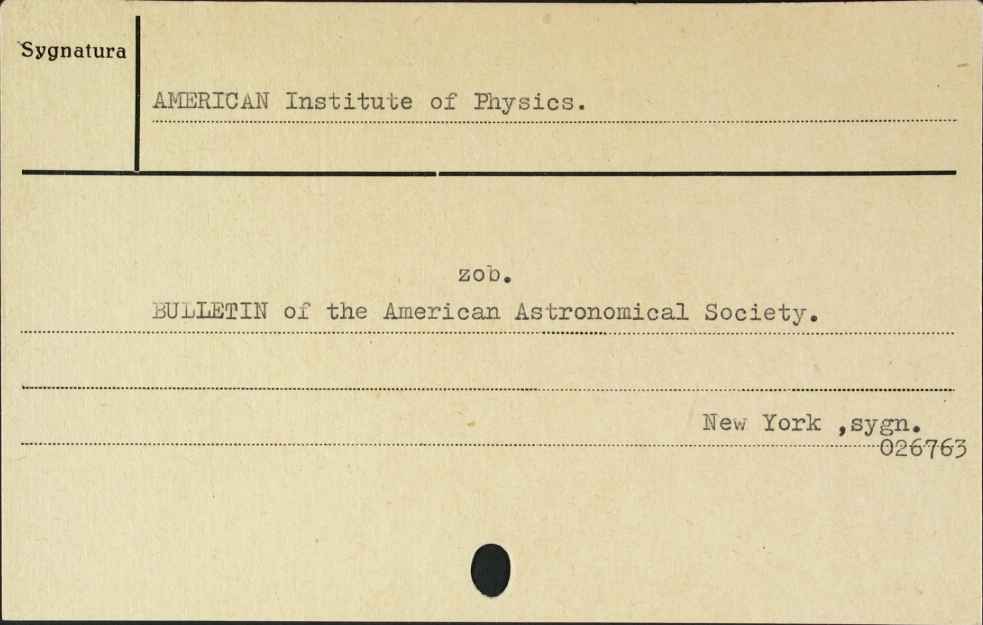 Sygnatura
AMERICAN Institute of Physics.
zob.
BULLETIN of the American Astronomical Society.
New York ,sygn.
026763